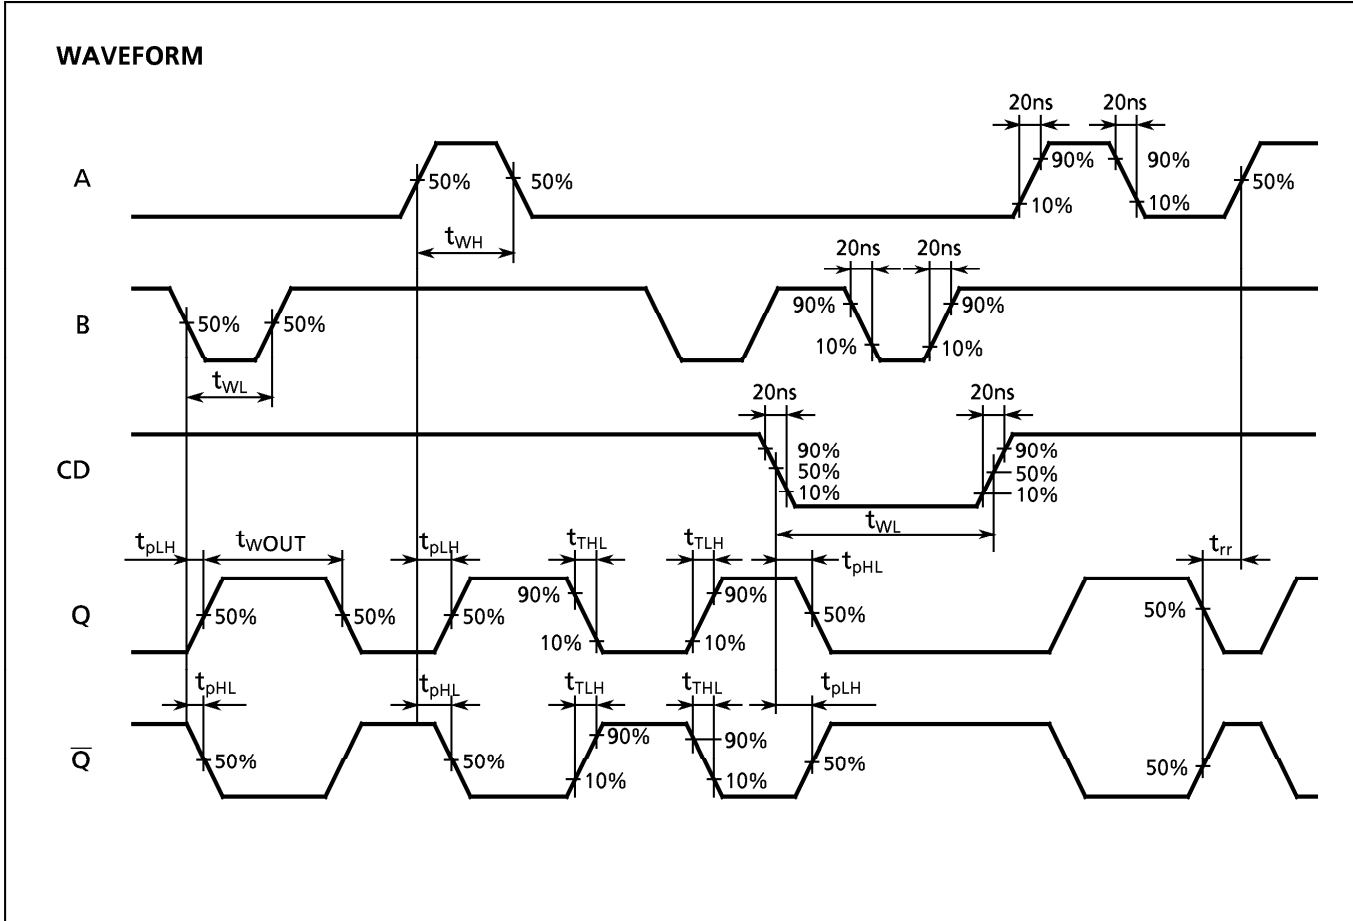 WAVEFORM
20ns 20ns
A 50% 50% 90% 90% 50%
10% 10%
tWH
20ns 20ns
B 50% 50% 90% 90%
10% 10%
tWL
20ns 20ns
CD 90% 90%
50% 50%
10% 10%
tWL
tpLH tWOUT tpLH tTHL tTLH tpHL trr
Q 50% 50% 50% 90% 90% 50% 50%
10% 10%
tpHL tpHL tTLH tTHL tpLH
Q̅ 50% 50% 90% 90% 50% 50%
10% 10%